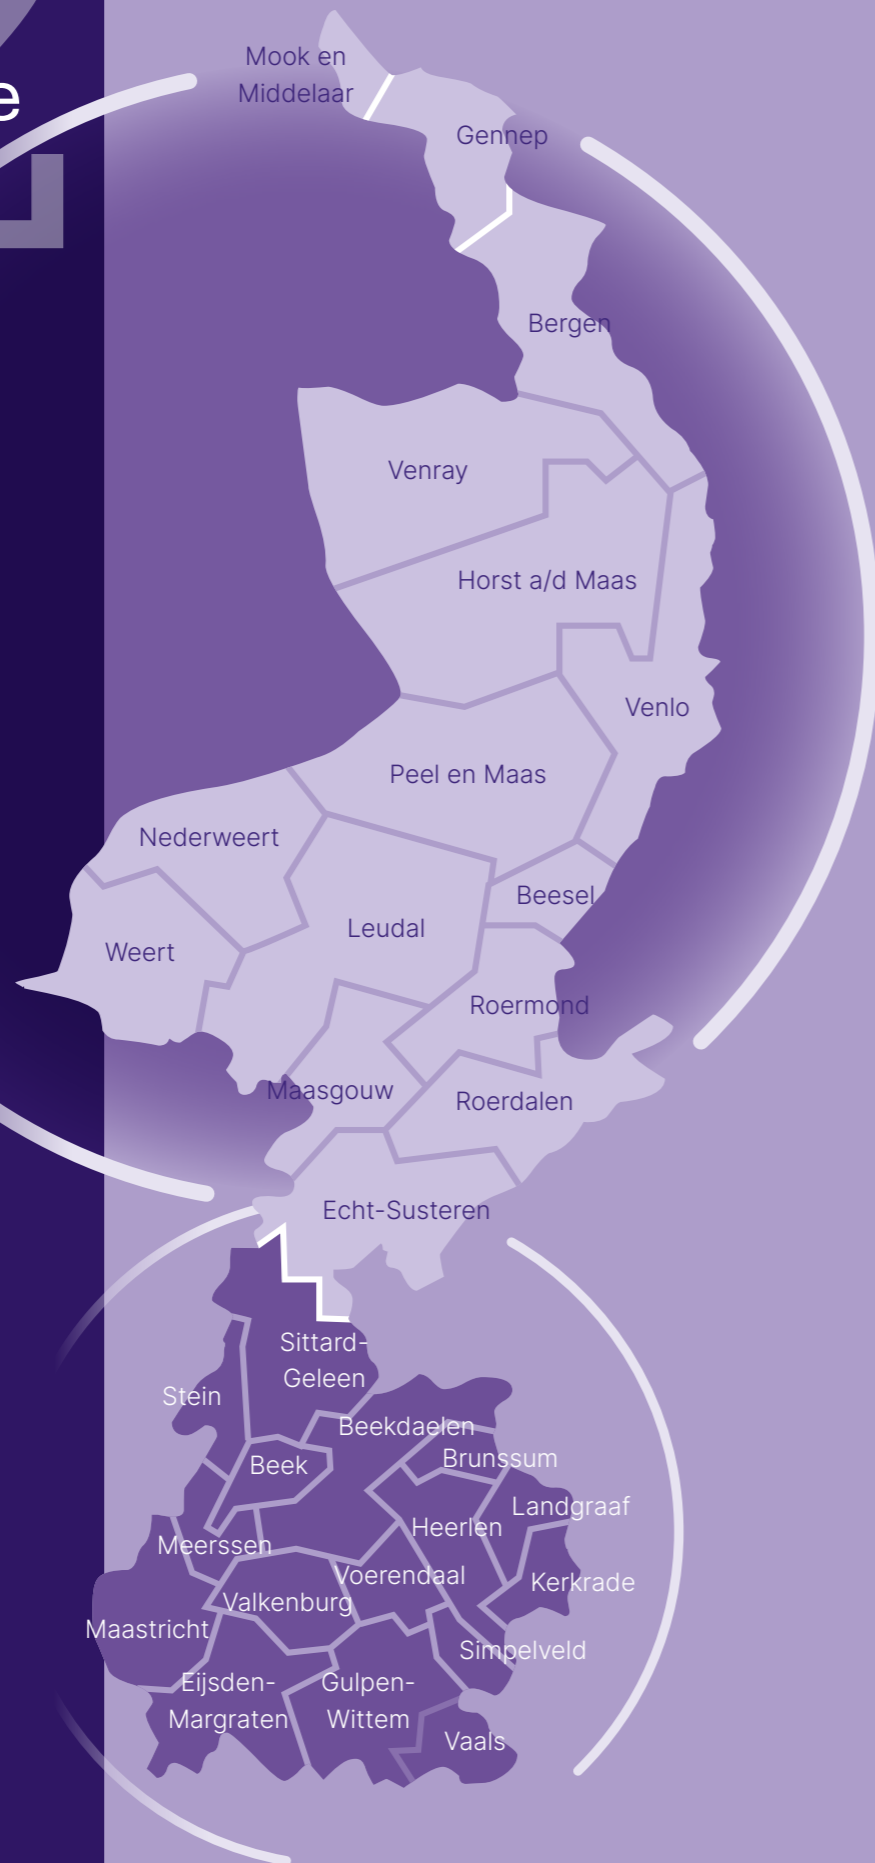 e
Mook en
Middelaar
Gennep
Bergen
Venray
Horst a/d Maas
Venlo
Peel en Maas
Nederweert
Beesel
Leudal
Weert
Roermond
Maasgouw
Roerdalen
Echt-Susteren
Sittard-
Geleen
Stein
Beekdaelen
Brunssum
Beek
Landgraaf
Heerlen
Meerssen
Voerendaal
Kerkrade
Valkenburg
Maastricht
Simpelveld
Eijsden-
Margraten
Gulpen-
Wittem
Vaals